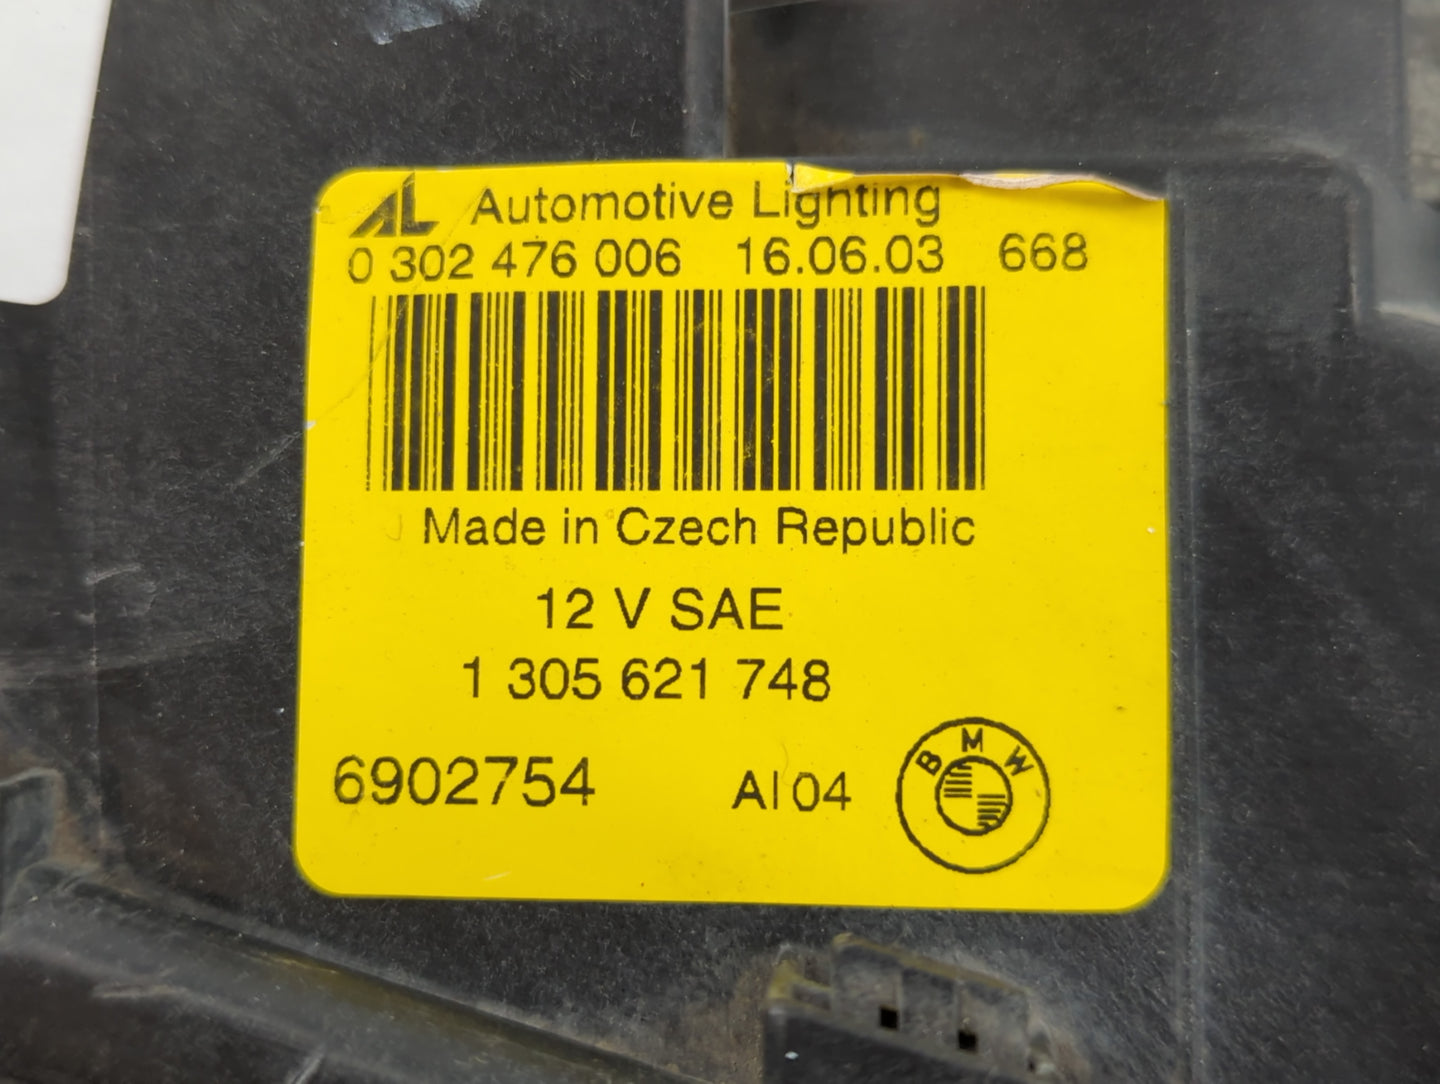 AL Automotive Lighting
0 302 476 006 16.06.03 668
Made in Czech Republic
12 V SAE
1 305 621 748
6902754 AI 04 BMW